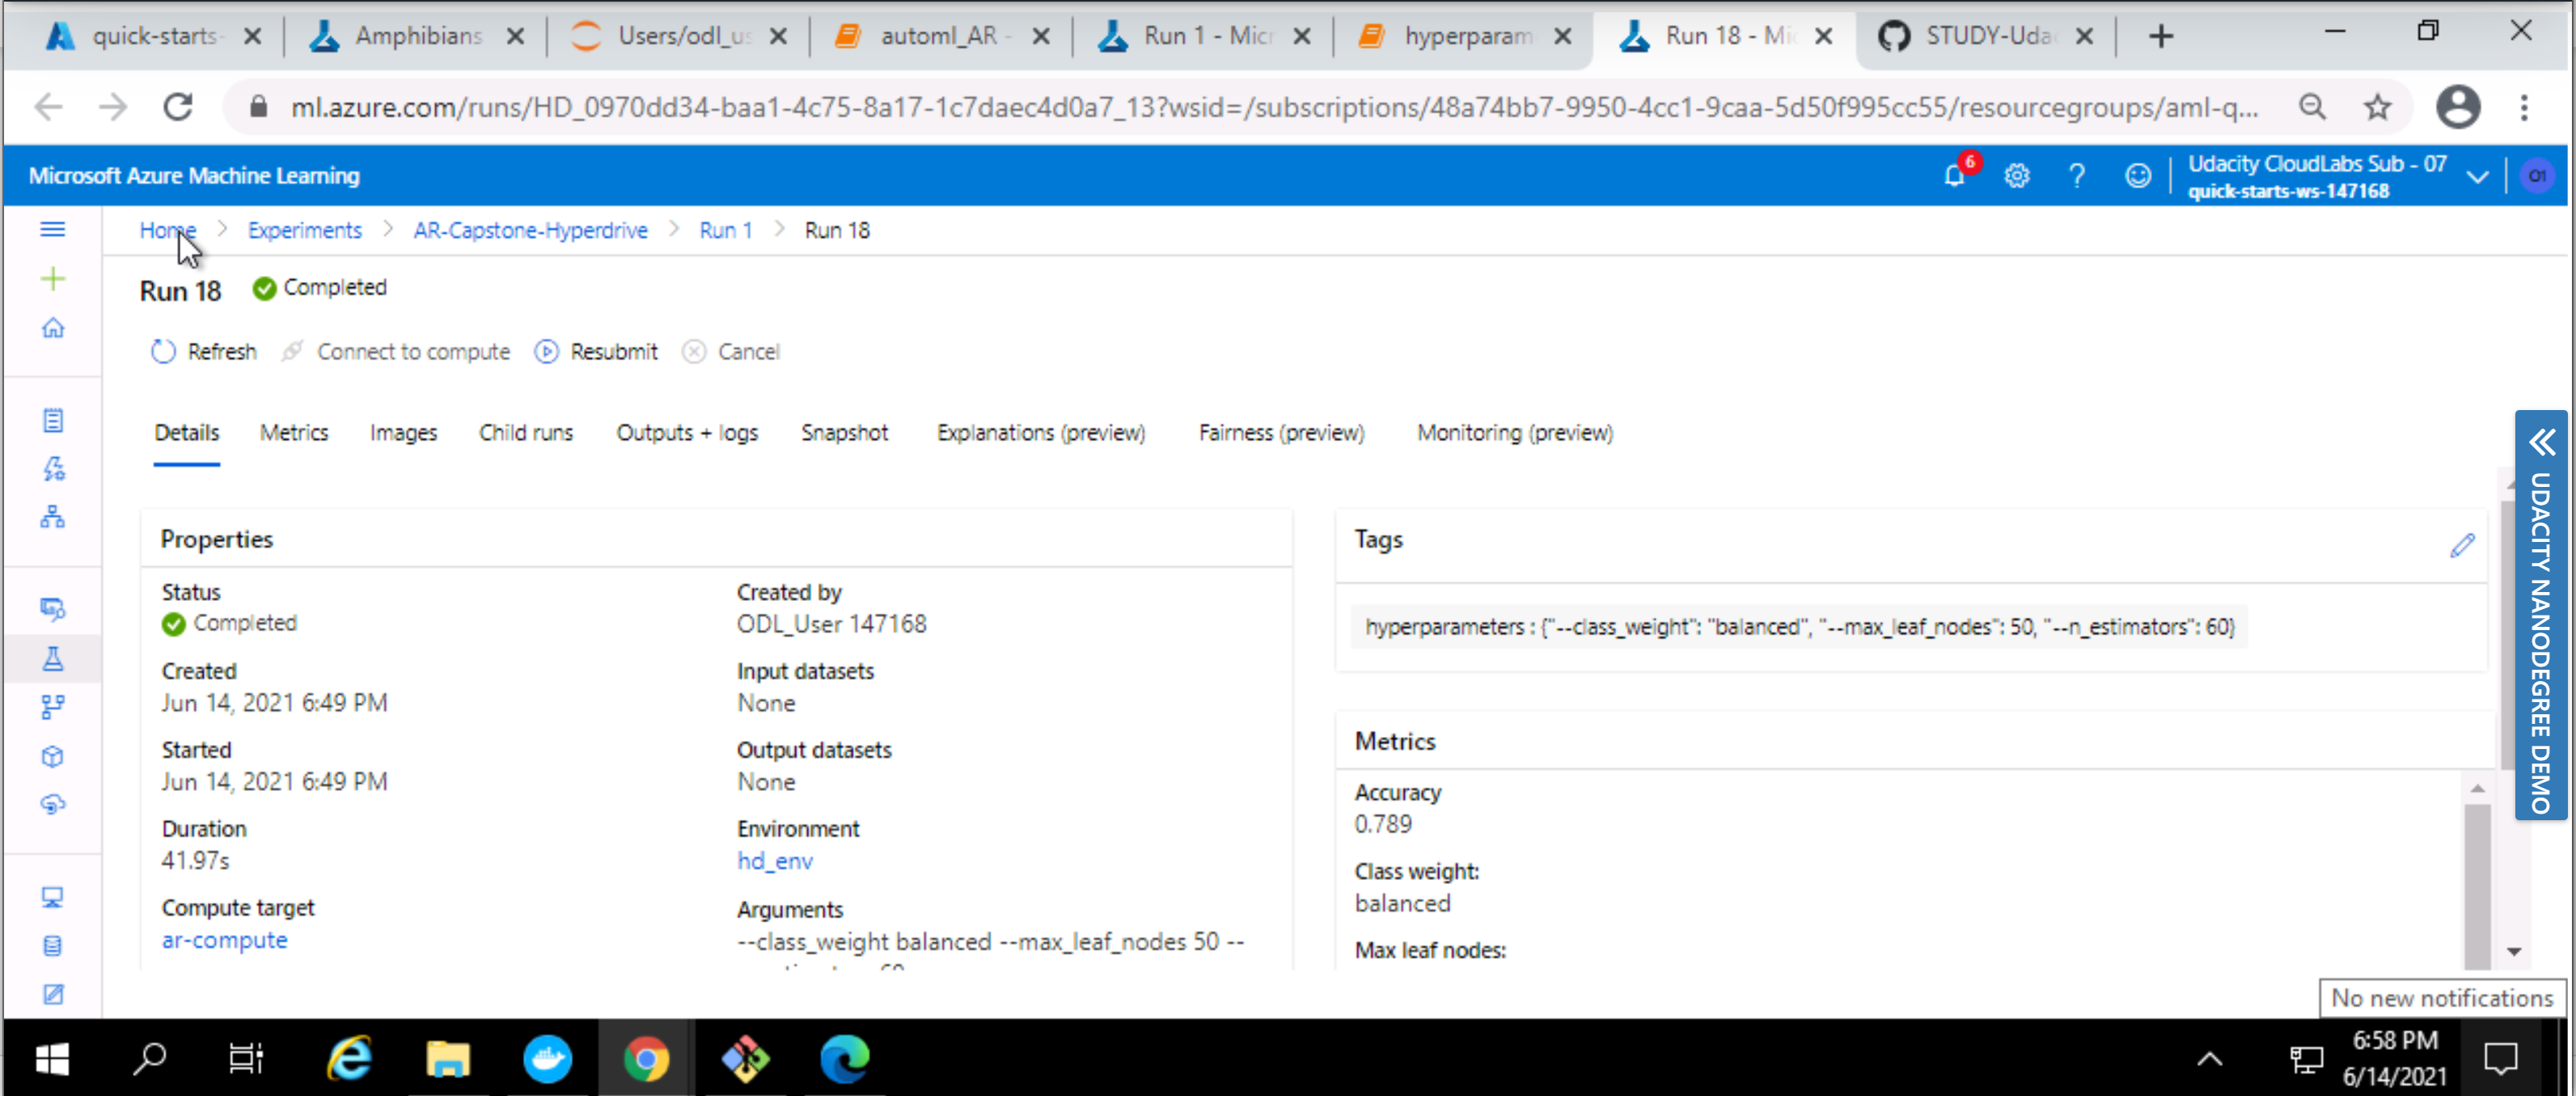 quick-starts-
Amphibians
Users/odl_us
automl_AR -
Run 1 - Micr
hyperparam
Run 18 - Mi
STUDY-Uda
ml.azure.com/runs/HD_0970dd34-baa1-4c75-8a17-1c7daec4d0a7_13?wsid=/subscriptions/48a74bb7-9950-4cc1-9caa-5d50f995cc55/resourcegroups/aml-q...
Microsoft Azure Machine Learning
6
Udacity CloudLabs Sub - 07
quick-starts-ws-147168
O1
Home > Experiments > AR-Capstone-Hyperdrive > Run 1 > Run 18
Run 18 Completed
Refresh Connect to compute Resubmit Cancel
Details Metrics Images Child runs Outputs + logs Snapshot Explanations (preview) Fairness (preview) Monitoring (preview)
Properties
Status
Completed
Created
Jun 14, 2021 6:49 PM
Started
Jun 14, 2021 6:49 PM
Duration
41.97s
Compute target
ar-compute
Created by
ODL_User 147168
Input datasets
None
Output datasets
None
Environment
hd_env
Arguments
--class_weight balanced --max_leaf_nodes 50 --
Tags
hyperparameters : {"--class_weight": "balanced", "--max_leaf_nodes": 50, "--n_estimators": 60}
Metrics
Accuracy
0.789
Class weight:
balanced
Max leaf nodes:
UDACITY NANODEGREE DEMO
No new notifications
6:58 PM
6/14/2021